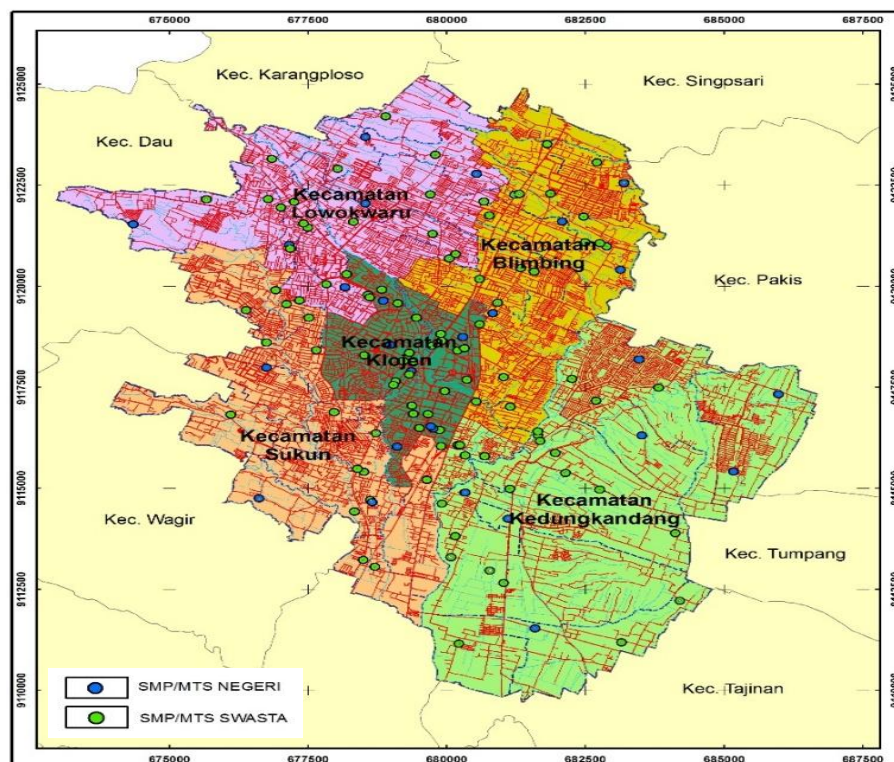 675000 677500 680000 682500 685000 687500
9125000 9125000
Kec. Karangploso
Kec. Singpsari
Kec. Dau
9122500
Kecamatan
Lowokwaru
Kecamatan
Blimbing
Kec. Pakis
9120000
Kecamatan
Klojen
9117500
Kecamatan
Sukun
9115000
Kecamatan
Kedungkandang
Kec. Wagir
Kec. Tumpang
9112500
Kec. Tajinan
9110000
SMP/MTS NEGERI
SMP/MTS SWASTA
675000 677500 680000 682500 685000 687500